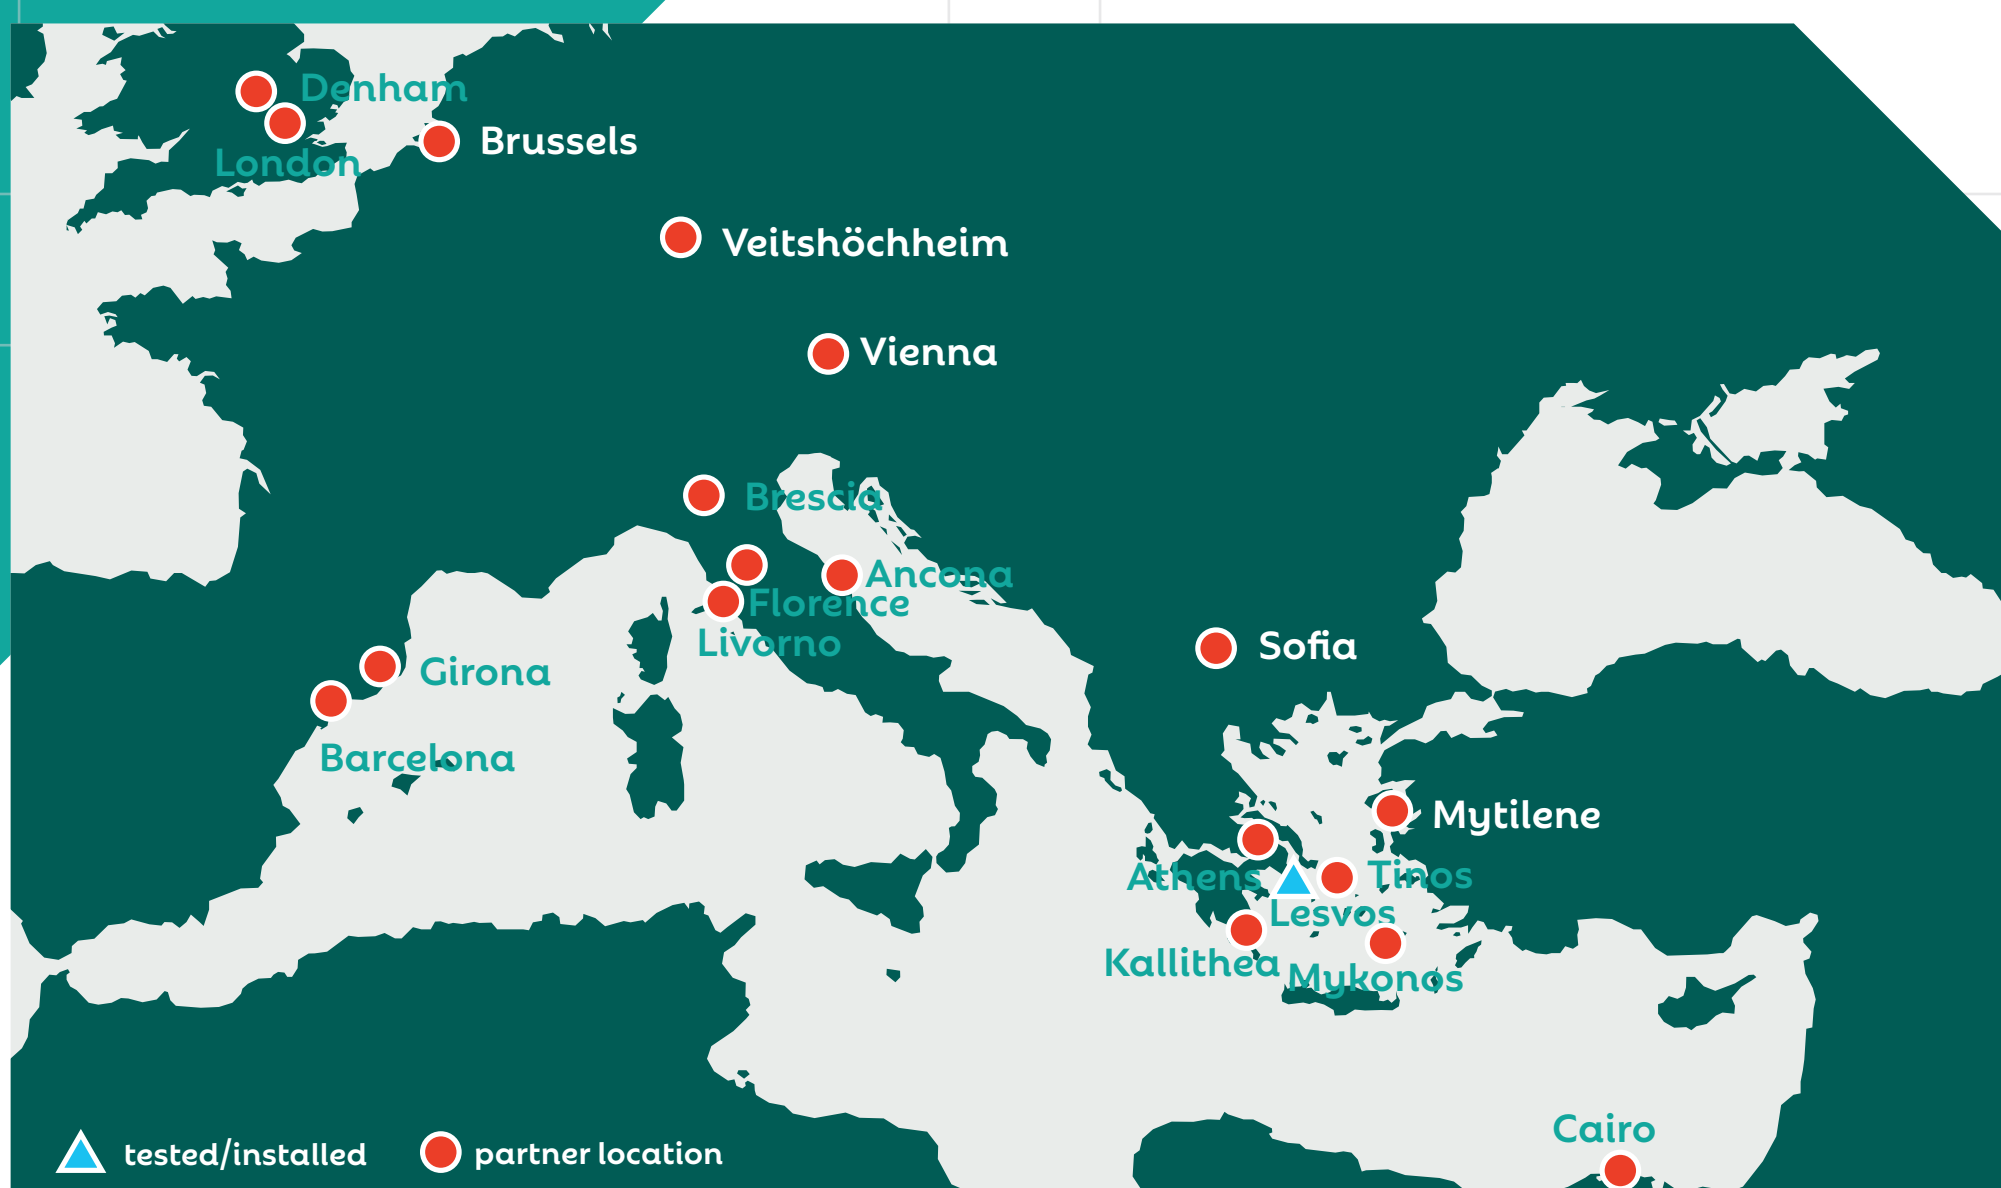 Denham
Brussels
London
Veitshöchheim
Vienna
Brescia
Ancona
Florence
Livorno
Sofia
Girona
Barcelona
Mytilene
Athens
Tinos
Lesvos
Kallithea
Mykonos
Cairo
tested/installed
partner location